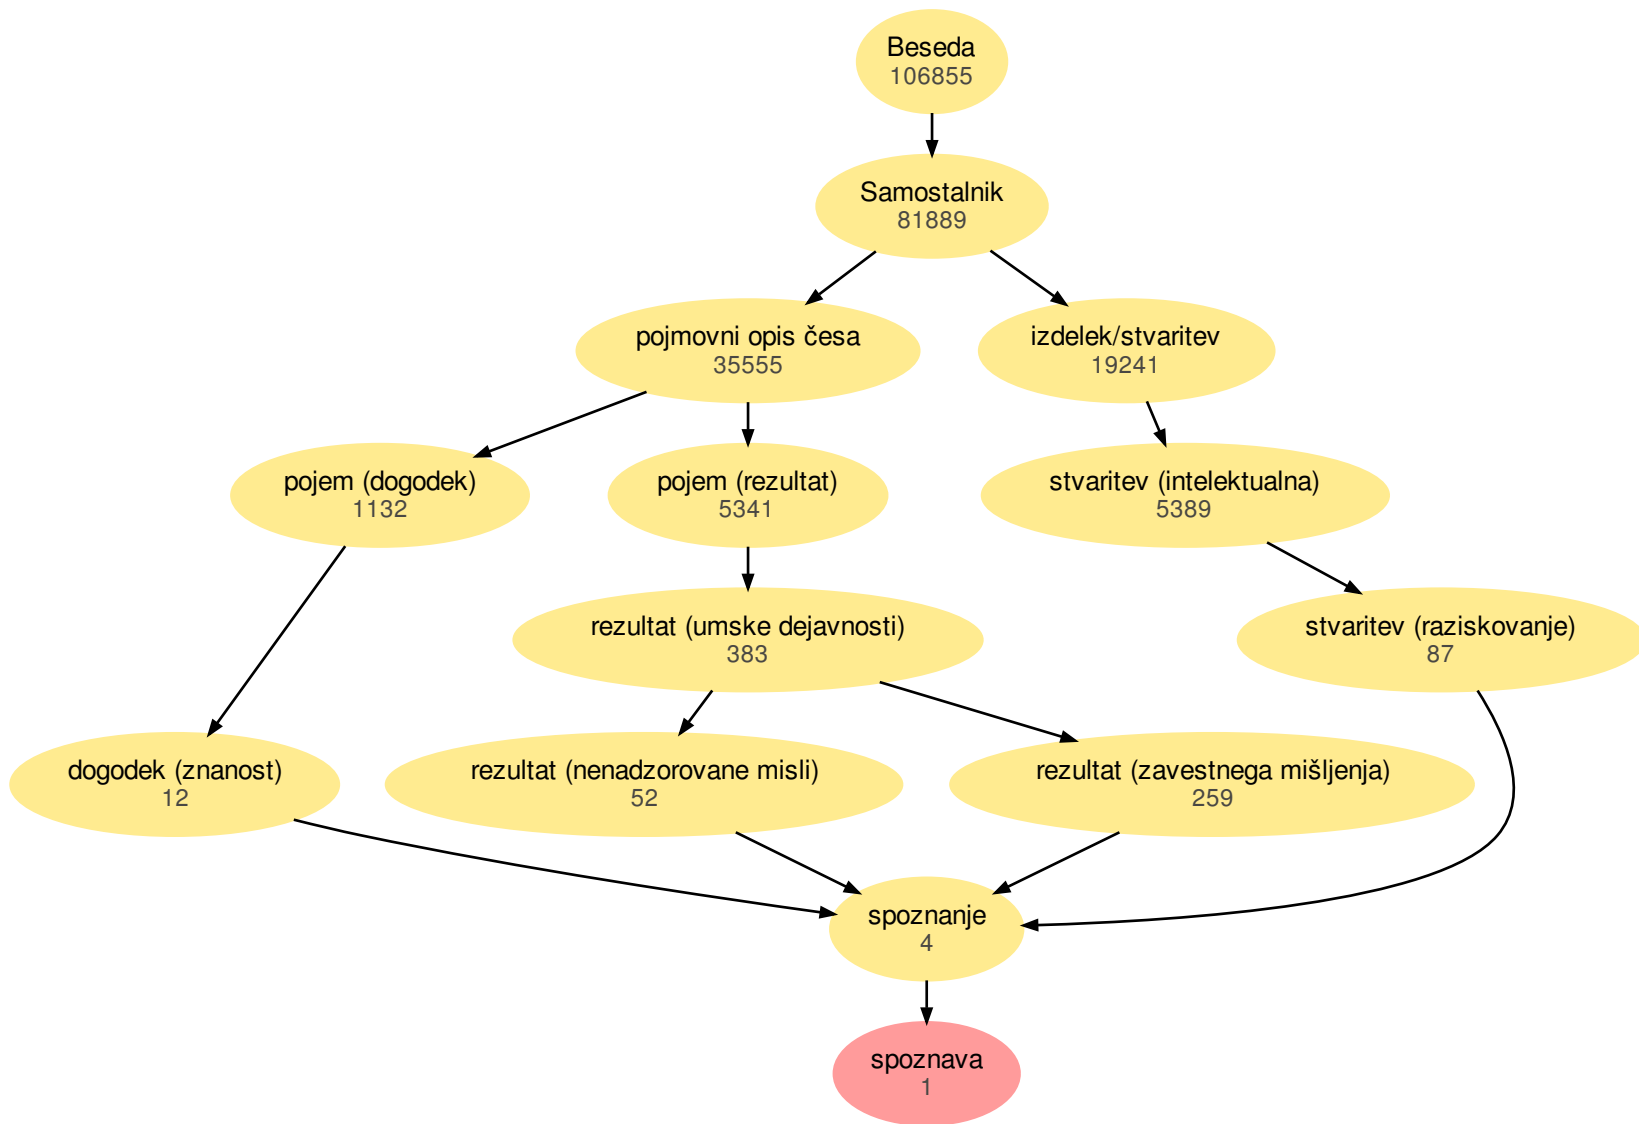 Beseda
106855
Samostalnik
81889
pojmovni opis česa
35555
izdelek/stvaritev
19241
pojem (dogodek)
1132
pojem (rezultat)
5341
stvaritev (intelektualna)
5389
rezultat (umske dejavnosti)
383
stvaritev (raziskovanje)
87
dogodek (znanost)
12
rezultat (nenadzorovane misli)
52
rezultat (zavestnega mišljenja)
259
spoznanje
4
spoznava
1